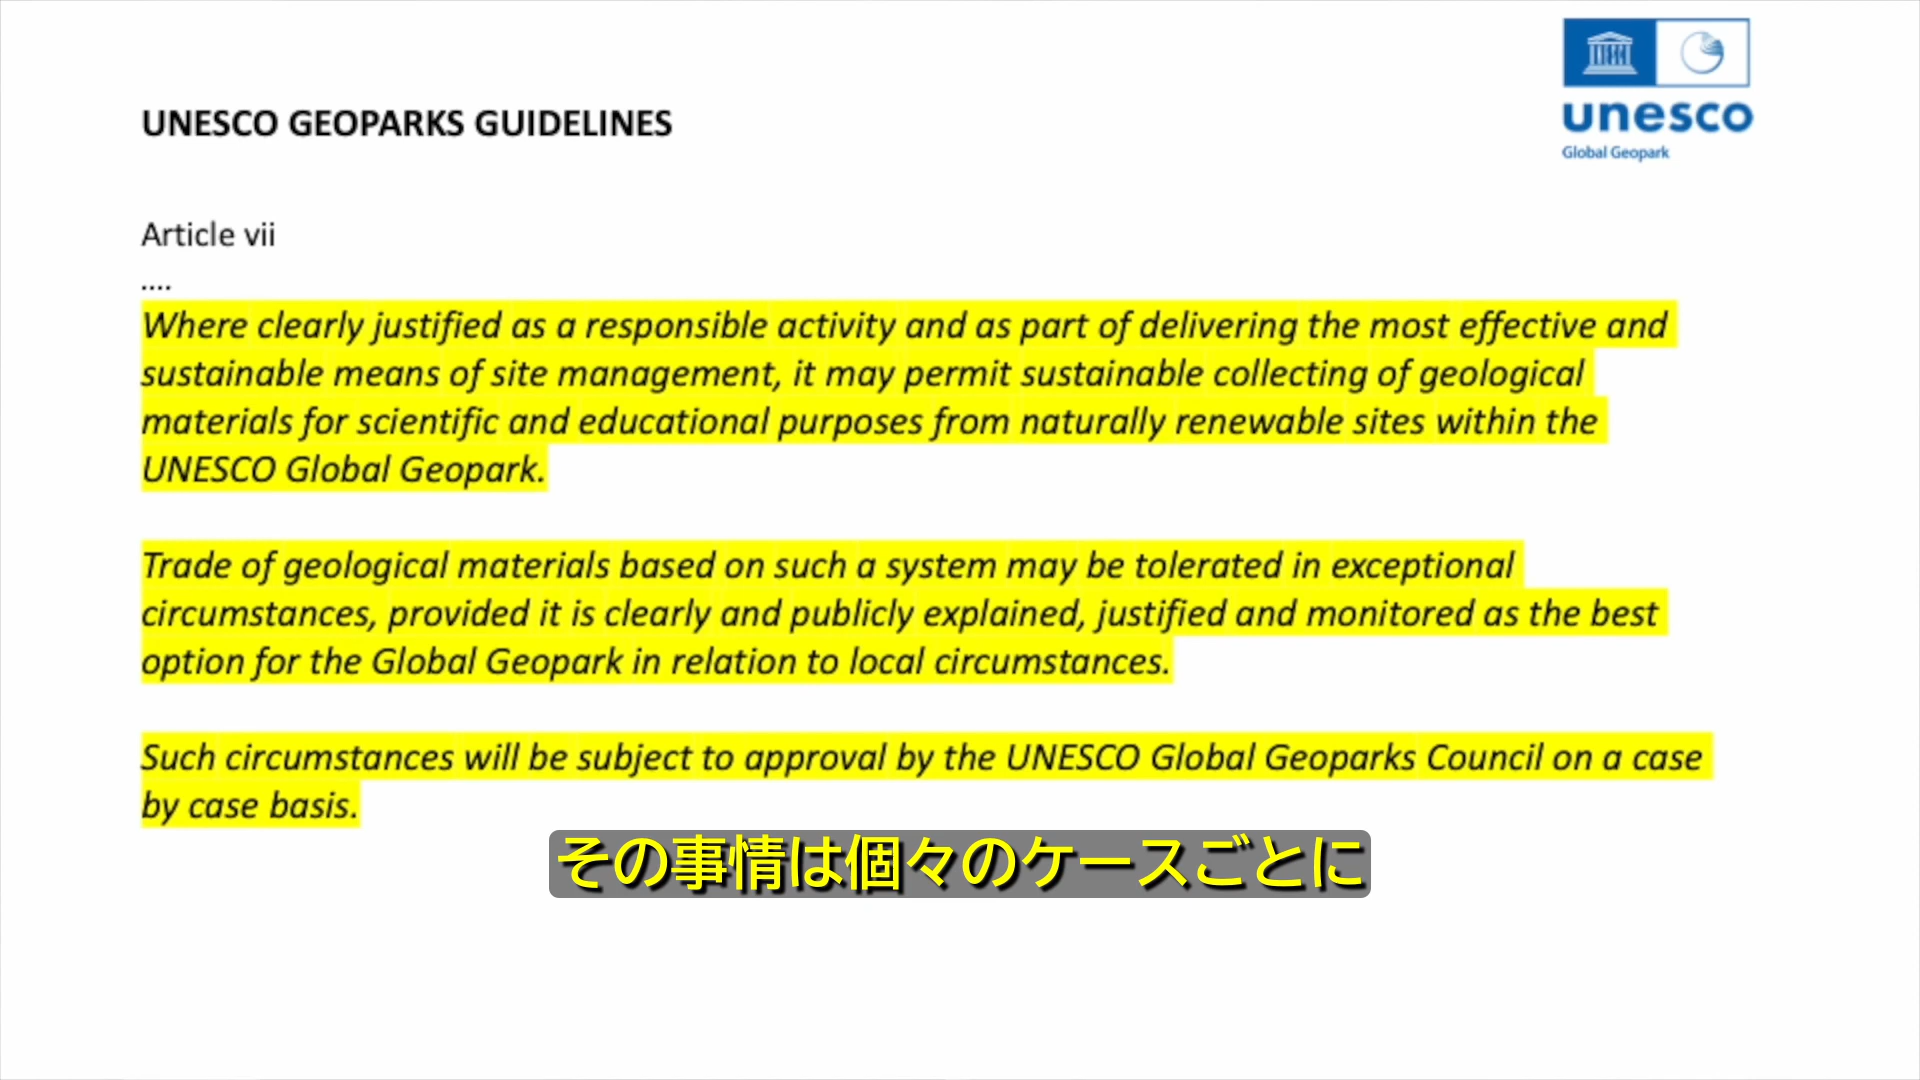 unesco
Global Geopark
UNESCO GEOPARKS GUIDELINES
Article vii
....
Where clearly justified as a responsible activity and as part of delivering the most effective and
sustainable means of site management, it may permit sustainable collecting of geological
materials for scientific and educational purposes from naturally renewable sites within the
UNESCO Global Geopark.
Trade of geological materials based on such a system may be tolerated in exceptional
circumstances, provided it is clearly and publicly explained, justified and monitored as the best
option for the Global Geopark in relation to local circumstances.
Such circumstances will be subject to approval by the UNESCO Global Geoparks Council on a case
by case basis.
その事情は個々のケースごとに